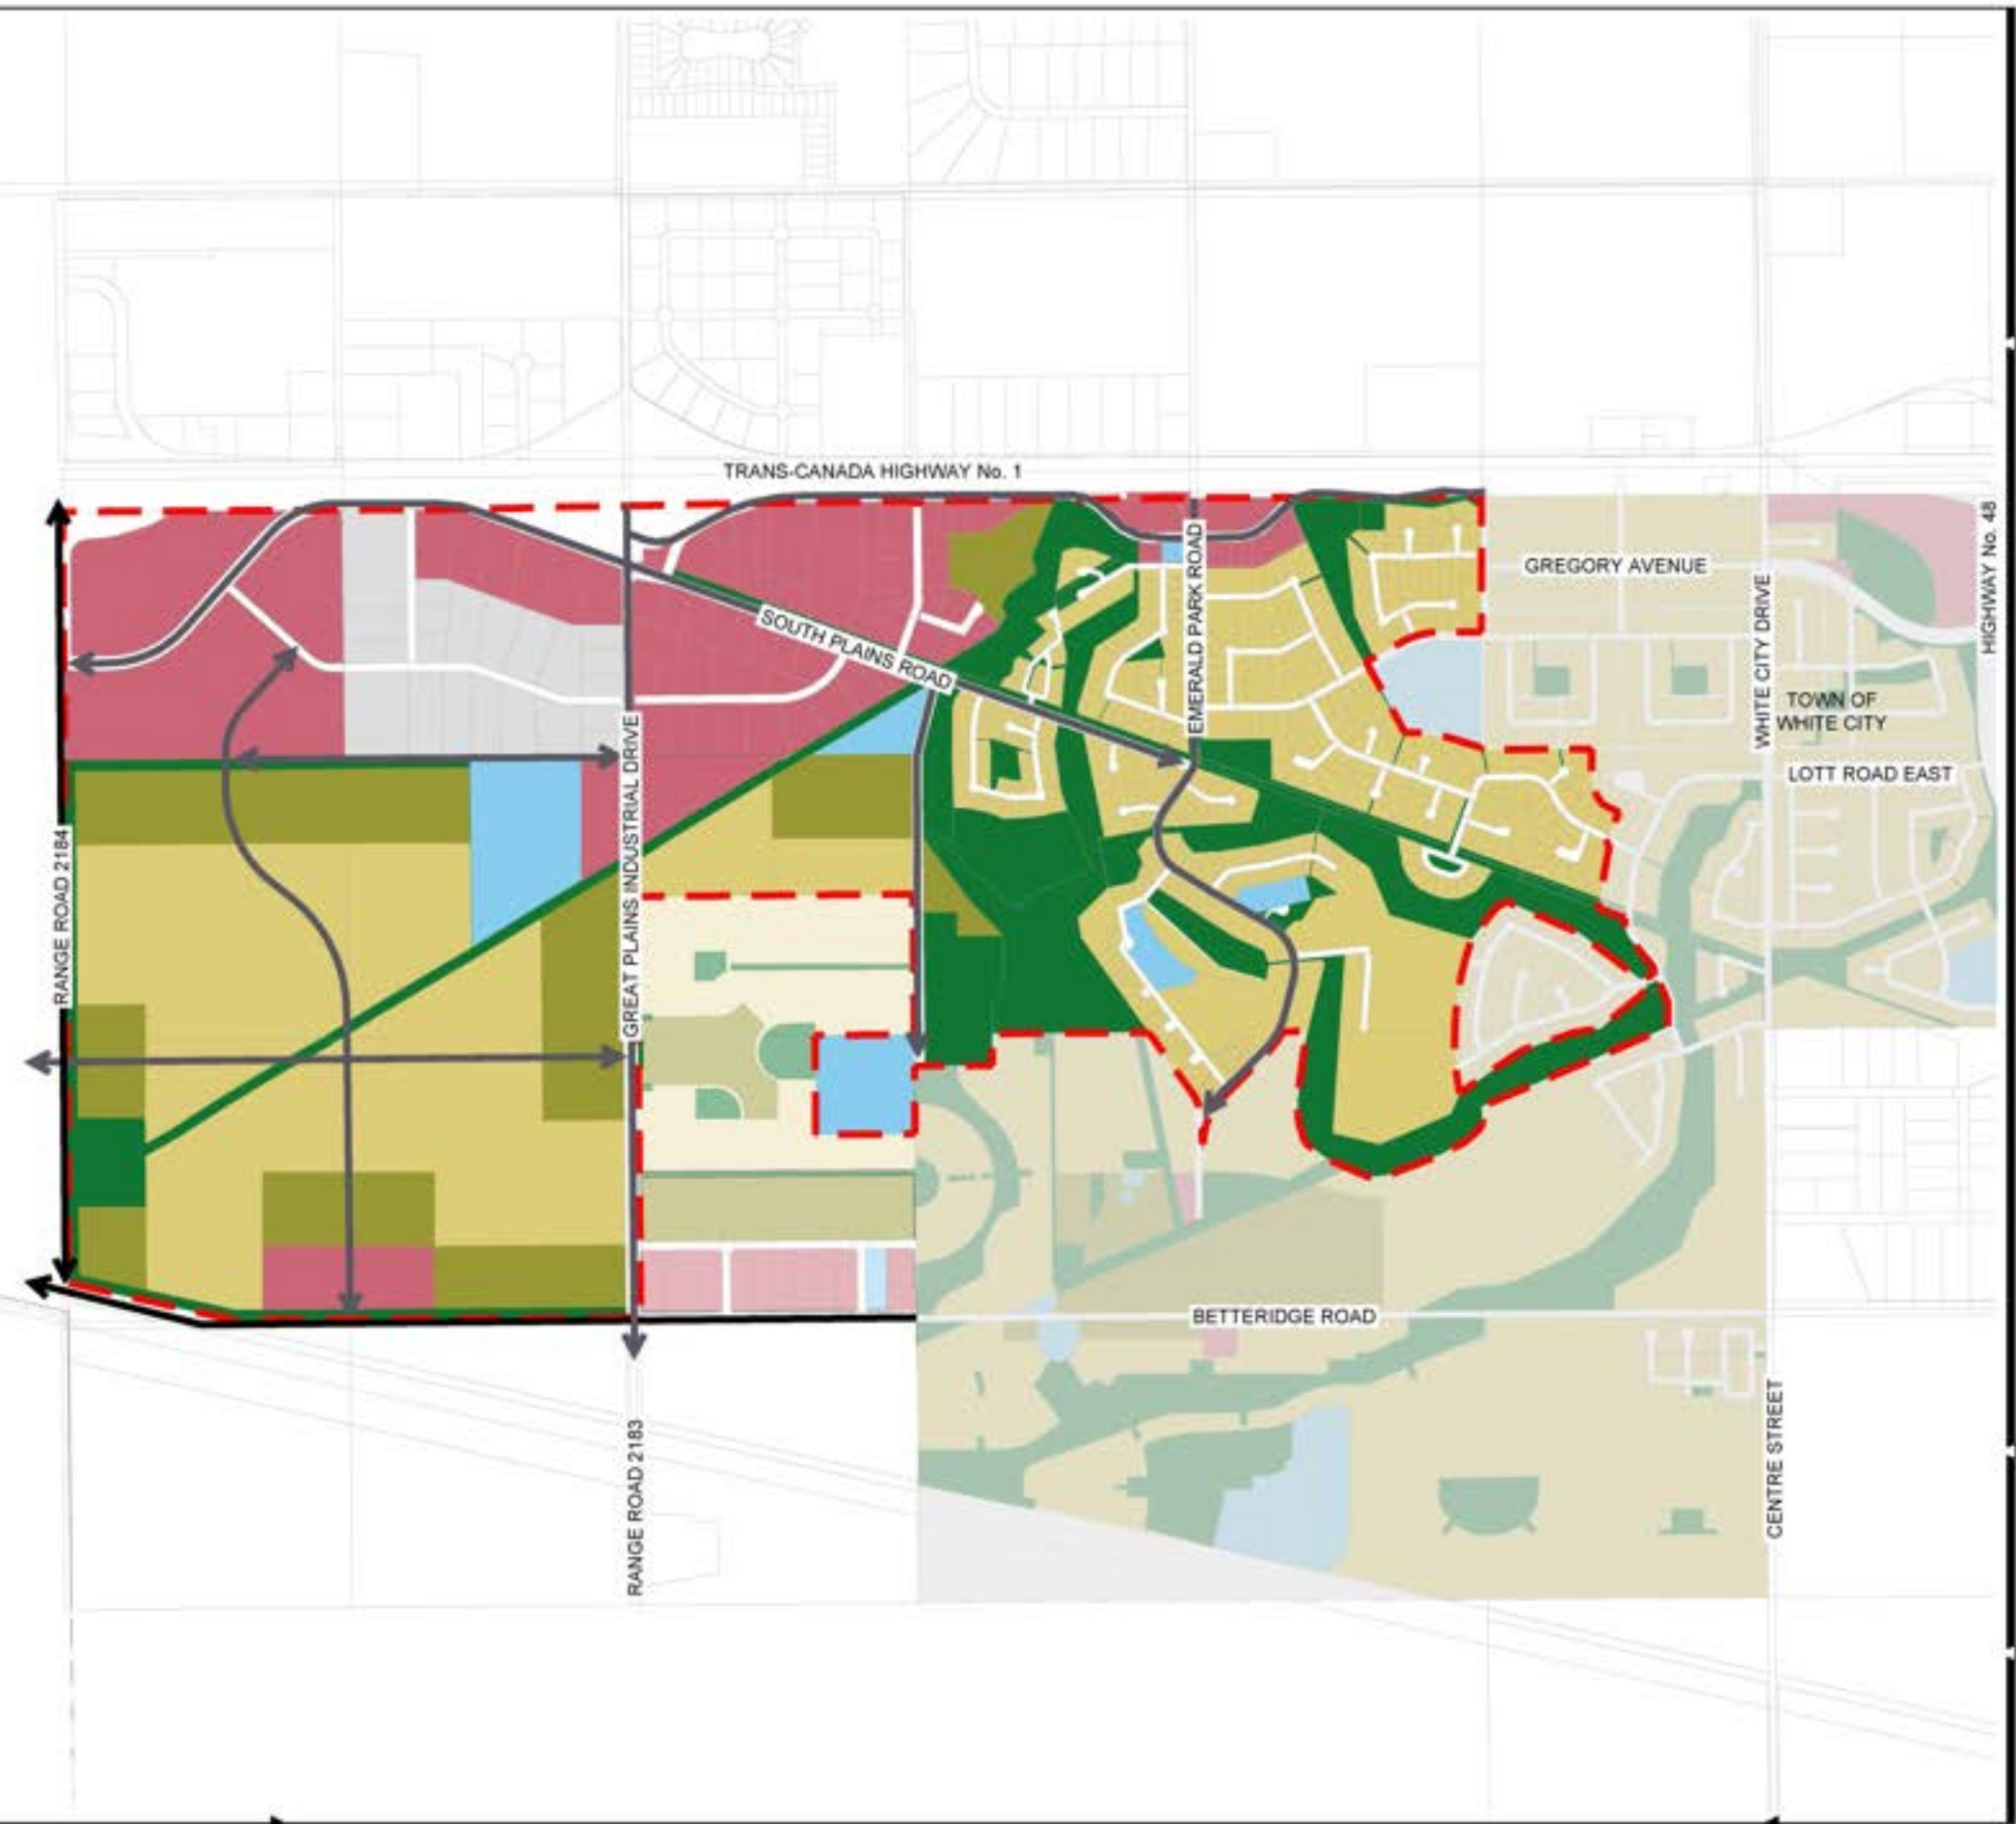 TRANS-CANADA HIGHWAY No. 1
SOUTH PLAINS ROAD
EMERALD PARK ROAD
GREGORY AVENUE
WHITE CITY DRIVE
HIGHWAY No. 48
TOWN OF
WHITE CITY
LOTT ROAD EAST
RANGE ROAD 2184
GREAT PLAINS INDUSTRIAL DRIVE
BETTERIDGE ROAD
RANGE ROAD 2183
CENTRE STREET